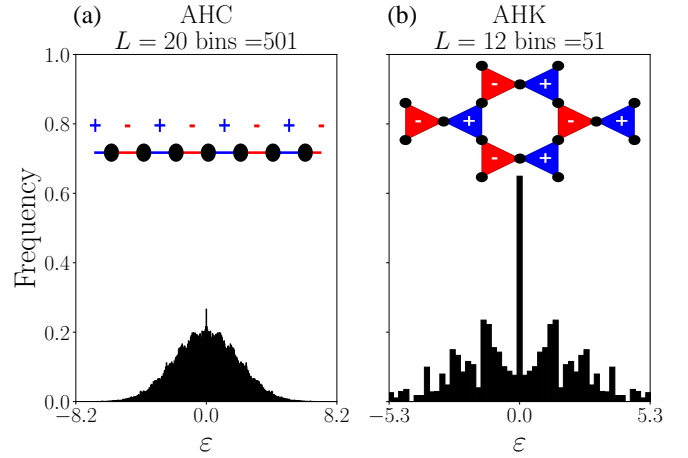 (a) AHC
L = 20 bins =501
(b) AHK
L = 12 bins =51
Frequency
1.0
0.8
0.6
0.4
0.2
0.0
+ - + - + - + -
- + - + - + - +
−8.2 0.0 8.2
−5.3 0.0 5.3
ε ε